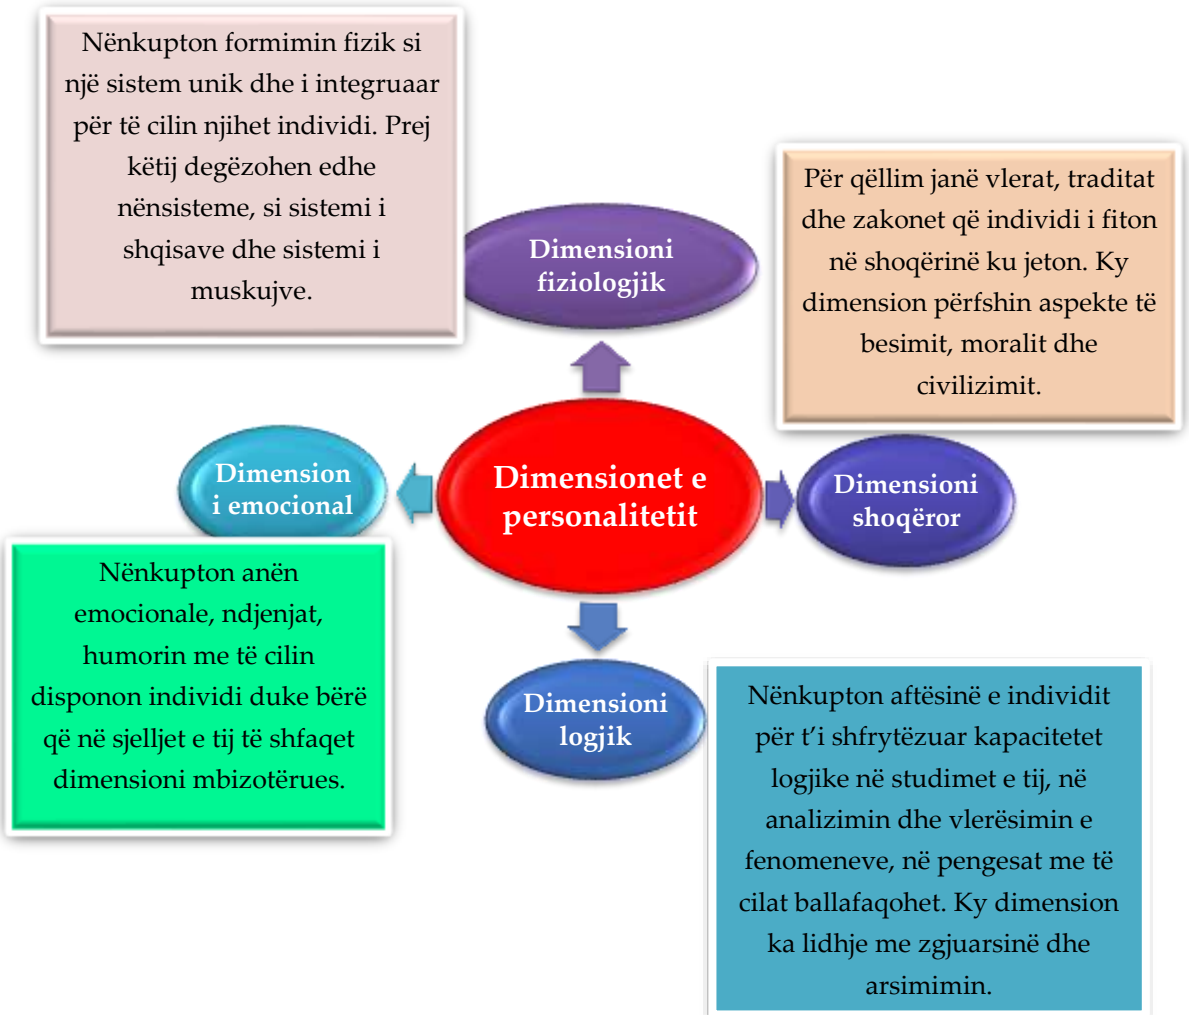 Nënkupton formimin fizik si
një sistem unik dhe i integruaar
për të cilin njihet individi. Prej
këtij degëzohen edhe
nënsisteme, si sistemi i
shqisave dhe sistemi i
muskujve.
Dimensioni
fiziologjik
Për qëllim janë vlerat, traditat
dhe zakonet që individi i fiton
në shoqërinë ku jeton. Ky
dimension përfshin aspekte të
besimit, moralit dhe
civilizimit.
Dimension
i emocional
Dimensionet e
personalitetit
Dimensioni
shoqëror
Nënkupton anën
emocionale, ndjenjat,
humorin me të cilin
disponon individi duke bërë
që në sjelljet e tij të shfaqet
dimensioni mbizotërues.
Dimensioni
logjik
Nënkupton aftësinë e individit
për t’i shfrytëzuar kapacitetet
logjike në studimet e tij, në
analizimin dhe vlerësimin e
fenomeneve, në pengesat me të
cilat ballafaqohet. Ky dimension
ka lidhje me zgjuarsinë dhe
arsimimin.